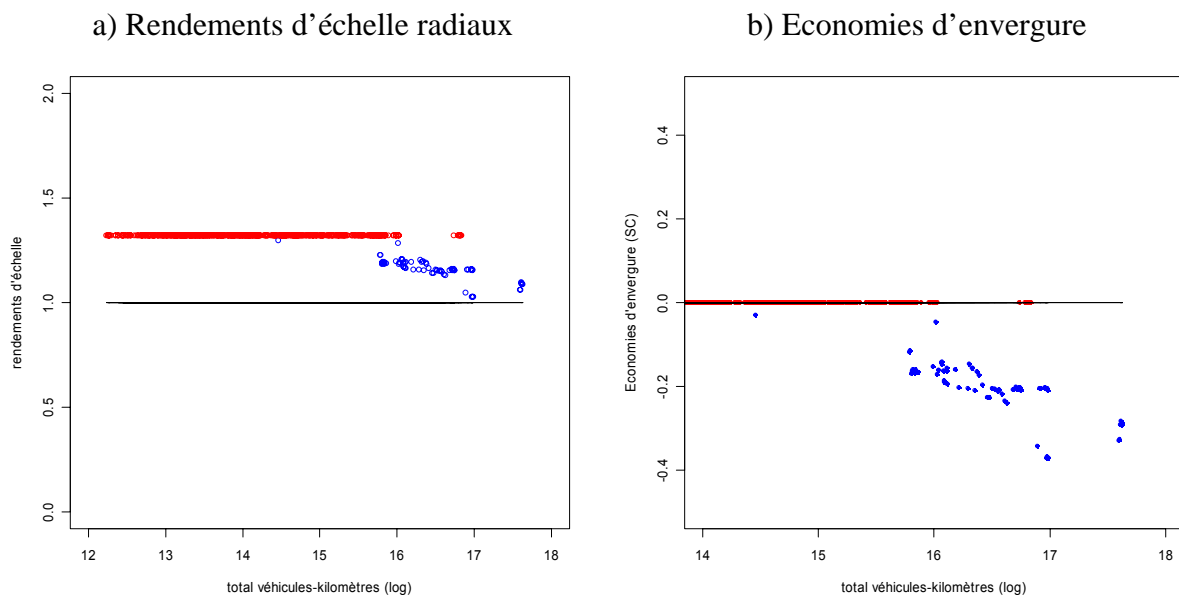 a) Rendements d’échelle radiaux
2.0
1.5
1.0
0.5
0.0
rendements d'échelle
12 13 14 15 16 17 18
total véhicules-kilomètres (log)
b) Economies d’envergure
0.4
0.2
0.0
-0.2
-0.4
Economies d'envergure (SC)
14 15 16 17 18
total véhicules-kilomètres (log)